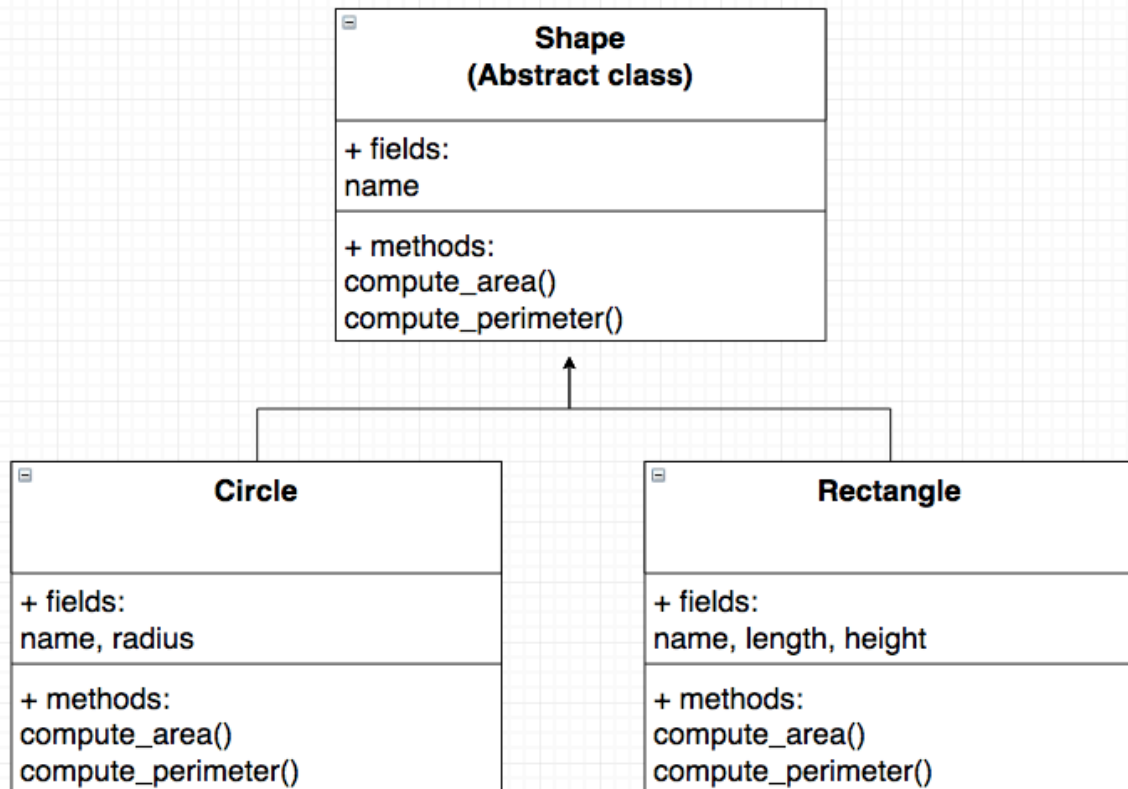 Shape
(Abstract class)
+ fields:
name
+ methods:
compute_area()
compute_perimeter()
Circle
+ fields:
name, radius
+ methods:
compute_area()
compute_perimeter()
Rectangle
+ fields:
name, length, height
+ methods:
compute_area()
compute_perimeter()